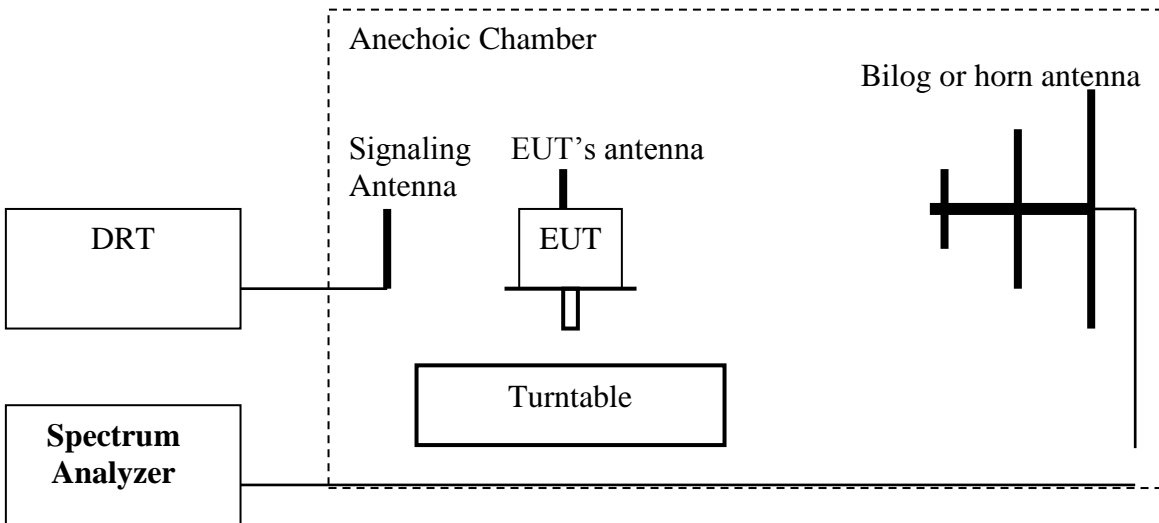 Anechoic Chamber
Bilog or horn antenna
Signaling
Antenna
EUT’s antenna
DRT
EUT
Turntable
Spectrum
Analyzer